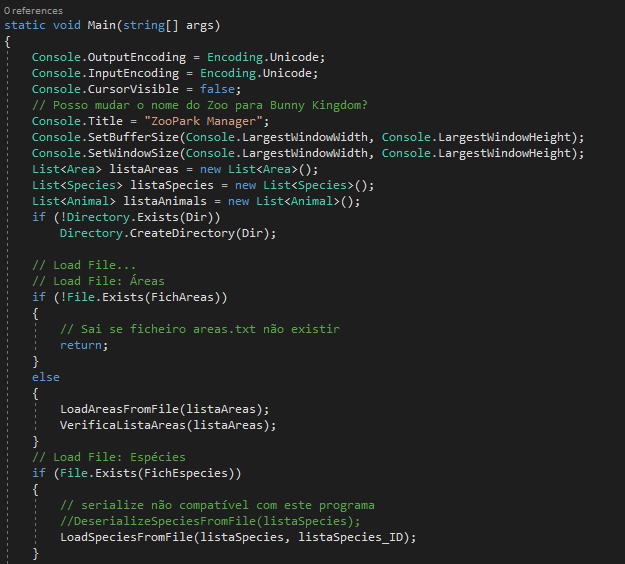 0 references
static void Main(string[] args)
{
Console.OutputEncoding = Encoding.Unicode;
Console.InputEncoding = Encoding.Unicode;
Console.CursorVisible = false;
// Posso mudar o nome do Zoo para Bunny Kingdom?
Console.Title = "ZooPark Manager";
Console.SetBufferSize(Console.LargestWindowWidth, Console.LargestWindowHeight);
Console.SetWindowSize(Console.LargestWindowWidth, Console.LargestWindowHeight);
List<Area> listaAreas = new List<Area>();
List<Species> listaSpecies = new List<Species>();
List<Animal> listaAnimals = new List<Animal>();
if (!Directory.Exists(Dir))
Directory.CreateDirectory(Dir);
// Load File...
// Load File: Áreas
if (!File.Exists(FichAreas))
{
// Sai se ficheiro areas.txt não existir
return;
}
else
{
LoadAreasFromFile(listaAreas);
VerificaListaAreas(listaAreas);
}
// Load File: Espécies
if (File.Exists(FichEspecies))
{
// serialize não compatível com este programa
//DeserializeSpeciesFromFile(listaSpecies);
LoadSpeciesFromFile(listaSpecies, listaSpecies_ID);
}